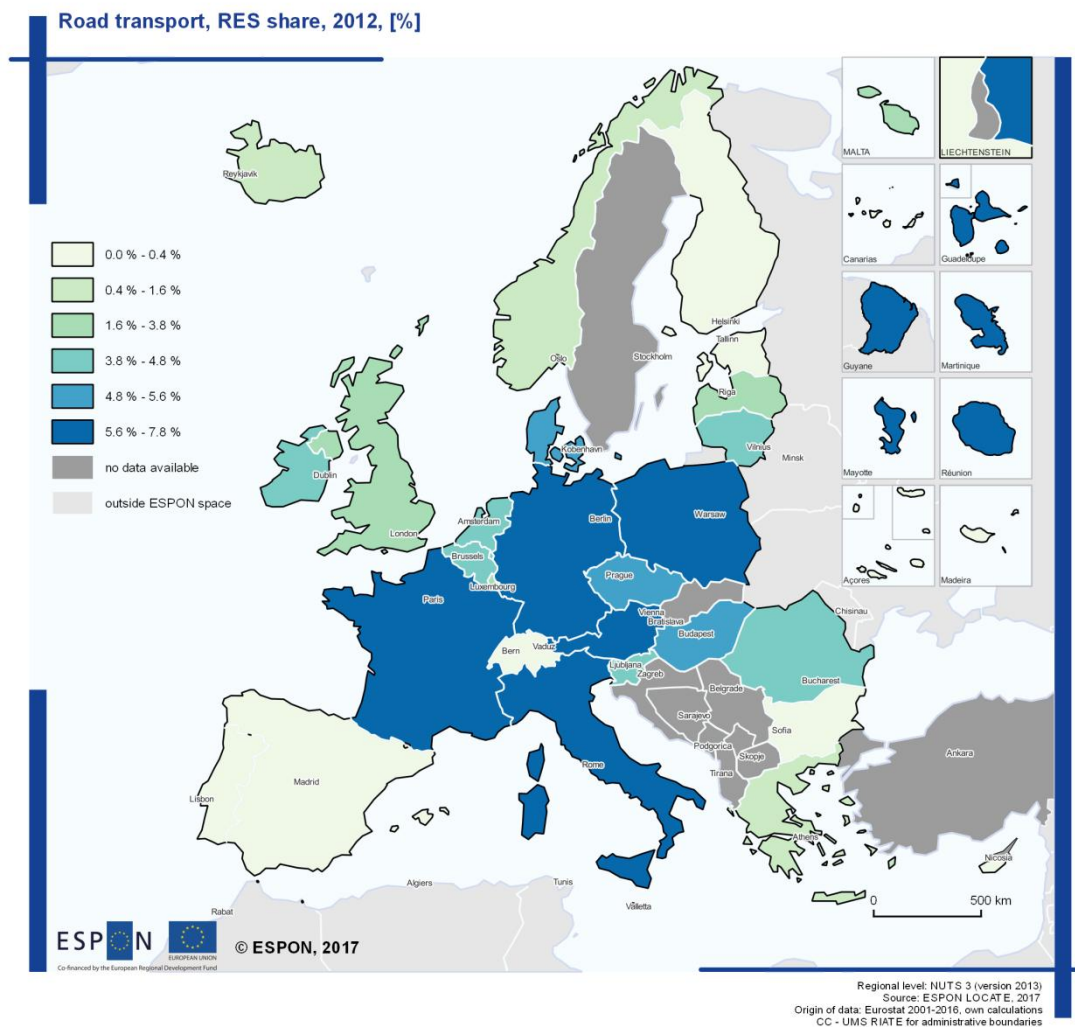 Road transport, RES share, 2012, [%]
MALTA
LIECHTENSTEIN
Reykjavik
Canarias
Guadeloupe
0.0 % - 0.4 %
0.4 % - 1.6 %
1.6 % - 3.8 %
3.8 % - 4.8 %
4.8 % - 5.6 %
5.6 % - 7.8 %
no data available
outside ESPON space
Helsinki
Tallinn
Oslo
Stockholm
Guyane
Martinique
Riga
Vilnius
Minsk
København
Dublin
Mayotte
Réunion
Amsterdam
Berlin
Warsaw
London
Brussels
Luxembourg
Prague
Paris
Açores
Madeira
Vienna
Bratislava
Budapest
Chisinau
Bern
Vaduz
Ljubljana
Zagreb
Bucharest
Belgrade
Sarajevo
Sofia
Podgorica
Skopje
Tirana
Rome
Ankara
Madrid
Lisbon
Athens
Nicosia
Algiers
Tunis
Valletta
Rabat
0 500 km
ESPON
EUROPEAN UNION
© ESPON, 2017
Co-financed by the European Regional Development Fund
Regional level: NUTS 3 (version 2013)
Source: ESPON LOCATE, 2017
Origin of data: Eurostat 2001-2016, own calculations
CC - UMS RIATE for administrative boundaries